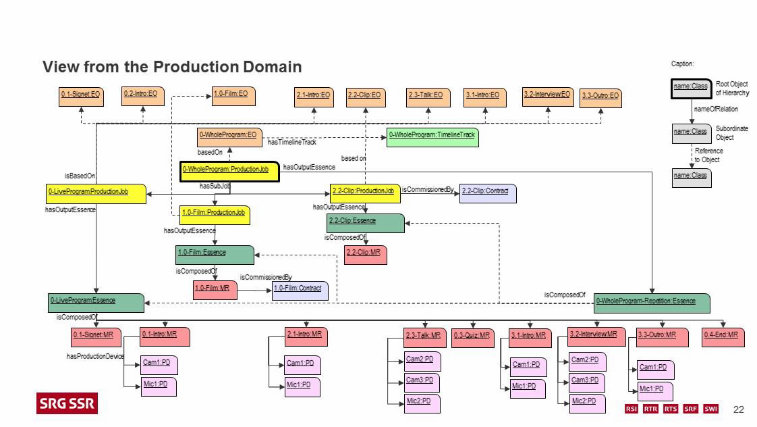 Caption:
View from the Production Domain
name:Class
Root Object
of Hierarchy
nameOfRelation
name:Class
Subordinate
Object
Reference
to Object
name:Class
0.1-Signet:EO
0.2-Intro:EO
1.0-Film:EO
2.1-Intro:EO
2.2-Clip:EO
2.3-Talk:EO
3.1-Intro:EO
3.2-Interview:EO
3.3-Outro:EO
0-WholeProgram:EO
hasTimelineTrack
0-WholeProgram:TimelineTrack
basedOn
based on
0-WholeProgram:ProductionJob
hasOutputEssence
isBasedOn
hasSubJob
0-LiveProgram:ProductionJob
2.2-Clip:ProductionJob
isCommissionedBy
2.2-Clip:Contract
hasOutputEssence
1.0-Film:ProductionJob
hasOutputEssence
2.2-Clip:Essence
hasOutputEssence
isComposedOf
1.0-Film:Essence
2.2-Clip:MR
isComposedOf
isCommissionedBy
1.0-Film:MR
1.0-Film:Contract
isComposedOf
0-LiveProgram:Essence
0-WholeProgram-Repetition:Essence
isComposedOf
0.1-Signet:MR
0.1-Intro:MR
2.1-Intro:MR
2.3-Talk:MR
0.3-Quiz:MR
3.1-Intro:MR
3.2-Interview:MR
3.3-Outro:MR
0.4-End:MR
hasProductionDevice
Cam1:PD
Cam1:PD
Cam2:PD
Cam1:PD
Cam2:PD
Cam1:PD
Mic1:PD
Mic1:PD
Cam3:PD
Mic1:PD
Cam3:PD
Mic1:PD
Mic2:PD
Mic2:PD
SRG SSR
RSI RTR RTS SRF SWI
22